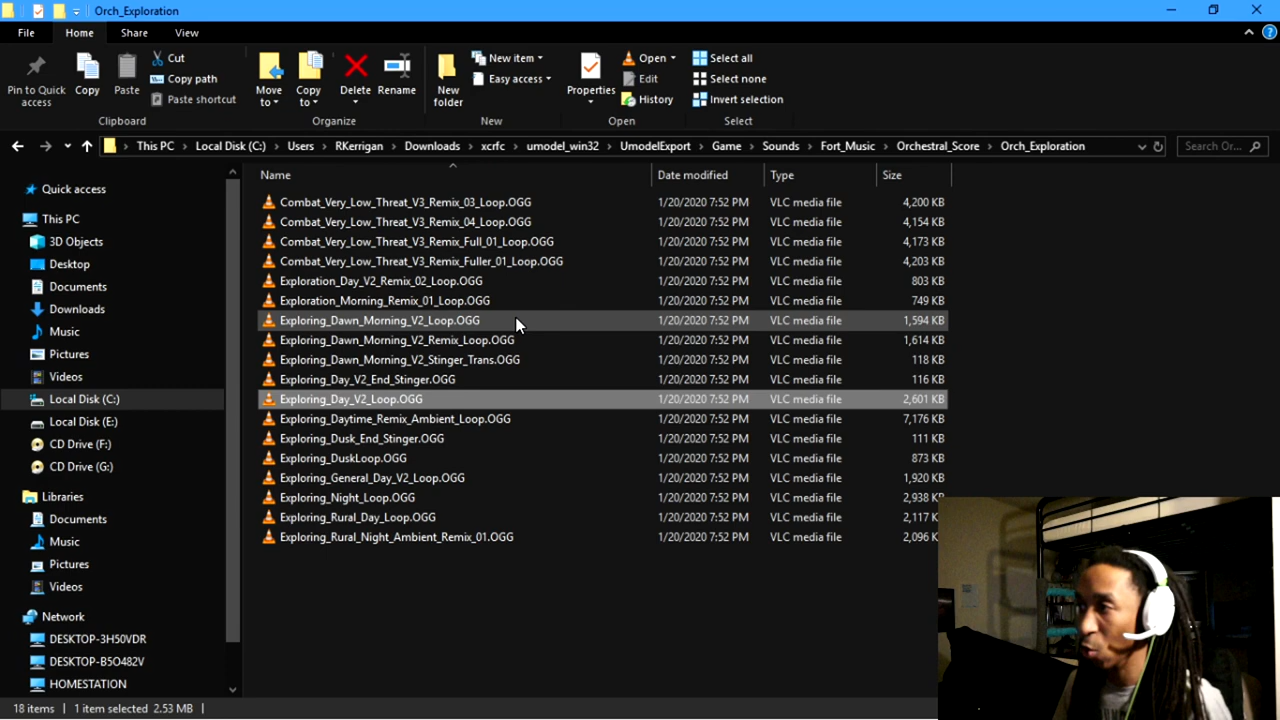 Orch_Exploration
File Home Share View
Pin to Quick access
Copy
Paste
Cut
Copy path
Paste shortcut
Clipboard
Move to
Copy to
Delete
Rename
Organize
New folder
New item
Easy access
New
Properties
Open
Edit
History
Open
Select all
Select none
Invert selection
Select
This PC > Local Disk (C:) > Users > RKerrigan > Downloads > xcrfc > umodel_win32 > UmodelExport > Game > Sounds > Fort_Music > Orchestral_Score > Orch_Exploration
Search Or...
Quick access
This PC
3D Objects
Desktop
Documents
Downloads
Music
Pictures
Videos
Local Disk (C:)
Local Disk (E:)
CD Drive (F:)
CD Drive (G:)
Libraries
Documents
Music
Pictures
Videos
Network
DESKTOP-3H50VDR
DESKTOP-B5O482V
HOMESTATION
Name Date modified Type Size
Combat_Very_Low_Threat_V3_Remix_03_Loop.OGG 1/20/2020 7:52 PM VLC media file 4,200 KB
Combat_Very_Low_Threat_V3_Remix_04_Loop.OGG 1/20/2020 7:52 PM VLC media file 4,154 KB
Combat_Very_Low_Threat_V3_Remix_Full_01_Loop.OGG 1/20/2020 7:52 PM VLC media file 4,173 KB
Combat_Very_Low_Threat_V3_Remix_Fuller_01_Loop.OGG 1/20/2020 7:52 PM VLC media file 4,203 KB
Exploration_Day_V2_Remix_02_Loop.OGG 1/20/2020 7:52 PM VLC media file 803 KB
Exploration_Morning_Remix_01_Loop.OGG 1/20/2020 7:52 PM VLC media file 749 KB
Exploring_Dawn_Morning_V2_Loop.OGG 1/20/2020 7:52 PM VLC media file 1,594 KB
Exploring_Dawn_Morning_V2_Remix_Loop.OGG 1/20/2020 7:52 PM VLC media file 1,614 KB
Exploring_Dawn_Morning_V2_Stinger_Trans.OGG 1/20/2020 7:52 PM VLC media file 118 KB
Exploring_Day_V2_End_Stinger.OGG 1/20/2020 7:52 PM VLC media file 116 KB
Exploring_Day_V2_Loop.OGG 1/20/2020 7:52 PM VLC media file 2,601 KB
Exploring_Daytime_Remix_Ambient_Loop.OGG 1/20/2020 7:52 PM VLC media file 7,176 KB
Exploring_Dusk_End_Stinger.OGG 1/20/2020 7:52 PM VLC media file 111 KB
Exploring_DuskLoop.OGG 1/20/2020 7:52 PM VLC media file 873 KB
Exploring_General_Day_V2_Loop.OGG 1/20/2020 7:52 PM VLC media file 1,920 KB
Exploring_Night_Loop.OGG 1/20/2020 7:52 PM VLC media file 2,938 KB
Exploring_Rural_Day_Loop.OGG 1/20/2020 7:52 PM VLC media file 2,117 K
Exploring_Rural_Night_Ambient_Remix_01.OGG 1/20/2020 7:52 PM VLC media file 2,096 K
18 items 1 item selected 2.53 MB